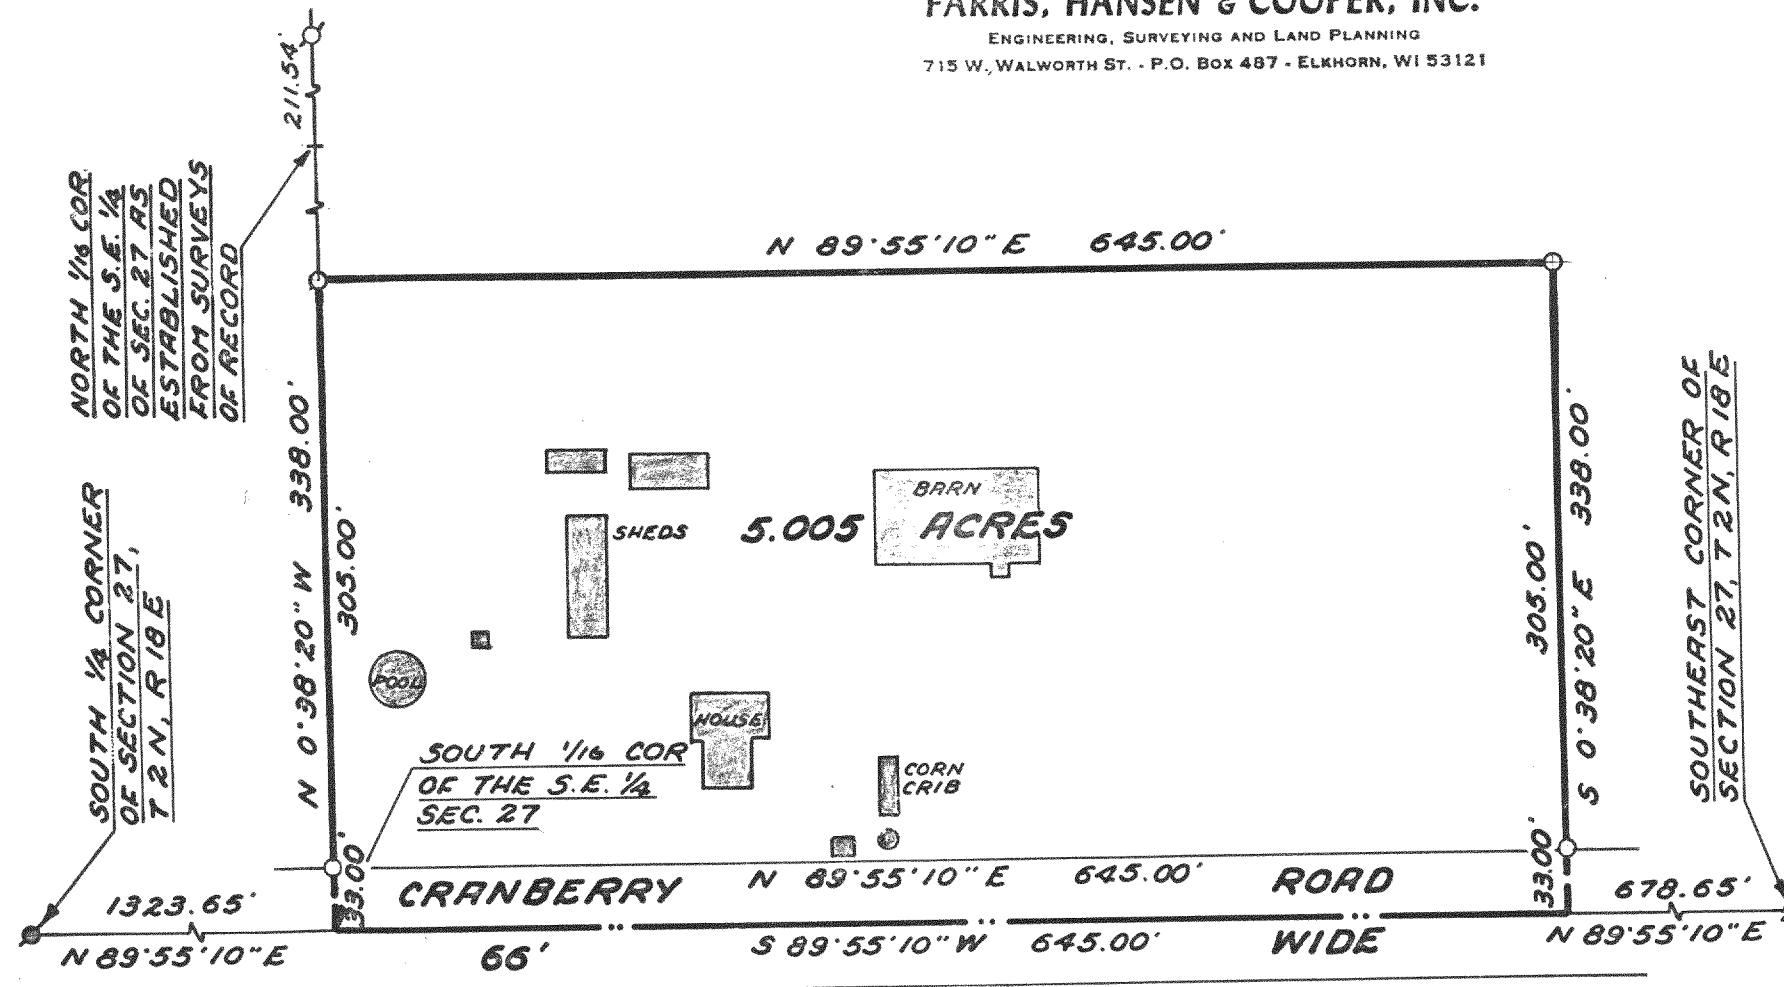 FARRIS, HANSEN & COOPER, INC.
ENGINEERING, SURVEYING AND LAND PLANNING
715 W. WALWORTH ST. - P.O. BOX 487 - ELKHORN, WI 53121
211.54'
NORTH 1/16 COR.
OF THE S.E. 1/4
OF SEC. 27 AS
ESTABLISHED
FROM SURVEYS
OF RECORD
N 89°55'10" E 645.00'
N 0°38'20" W 338.00'
305.00'
SOUTH 1/4 CORNER
OF SECTION 27,
T 2 N, R 18 E
SHEDS
5.005 ACRES
BARN
POOL
HOUSE
SOUTH 1/16 COR
OF THE S.E. 1/4
SEC. 27
CORN
CRIB
305.00'
S 0°38'20" E 338.00'
SOUTHEAST CORNER OF
SECTION 27, T 2 N, R 18 E
33.00'
CRANBERRY ROAD
N 89°55'10" E 645.00'
33.00'
1323.65'
N 89°55'10" E
66' WIDE
S 89°55'10" W 645.00'
678.65'
N 89°55'10" E